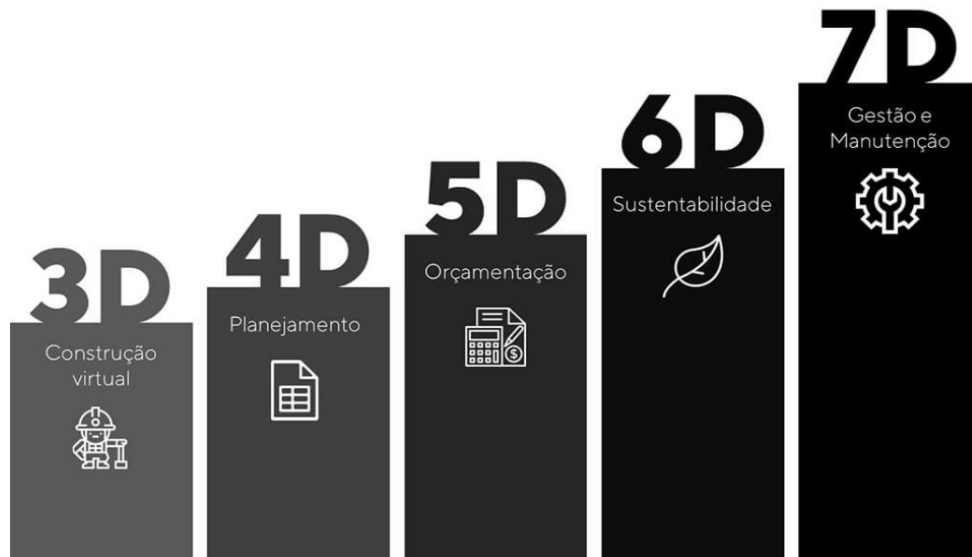 3D
Construção
virtual
4D
Planejamento
5D
Orçamentação
$
6D
Sustentabilidade
7D
Gestão e
Manutenção